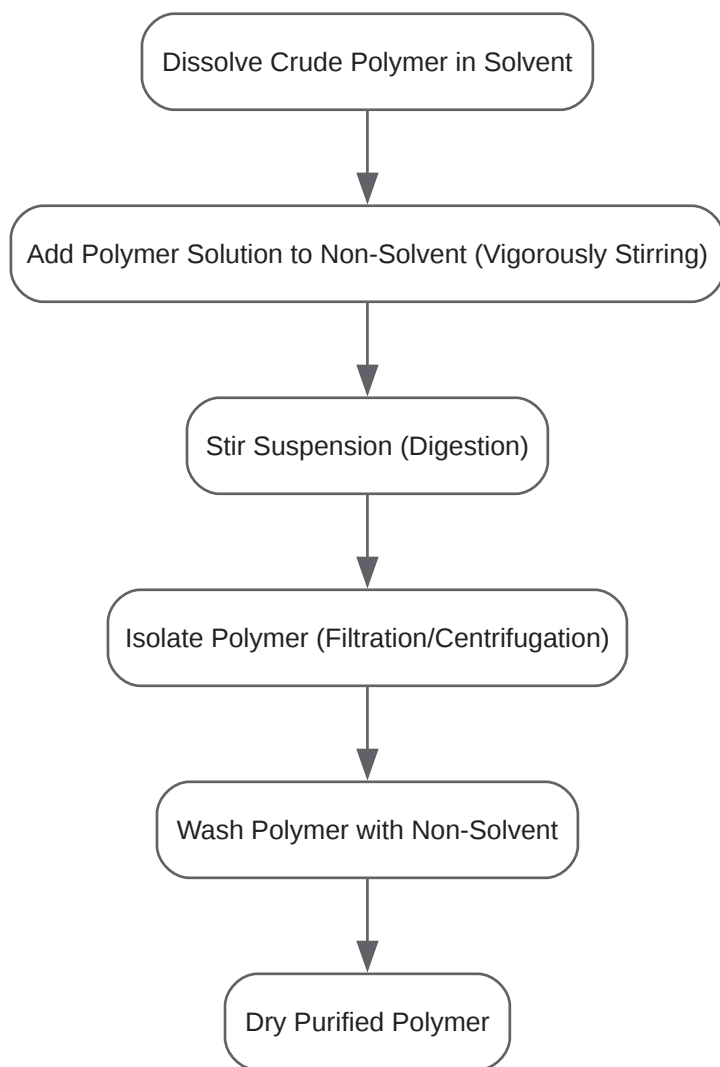 Dissolve Crude Polymer in Solvent
Add Polymer Solution to Non-Solvent (Vigorously Stirring)
Stir Suspension (Digestion)
Isolate Polymer (Filtration/Centrifugation)
Wash Polymer with Non-Solvent
Dry Purified Polymer